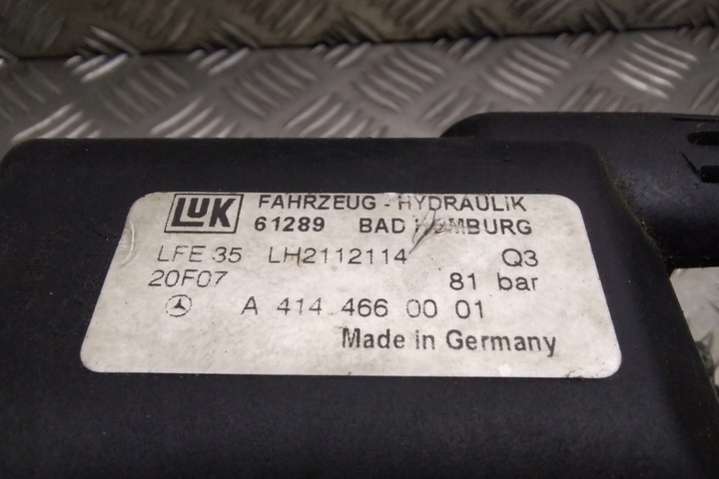 LUK FAHRZEUG - HYDRAULIK
61289 BAD HOMBURG
LFE 35 LH2112114 Q3
20F07 81 bar
A 414 466 00 01
Made in Germany